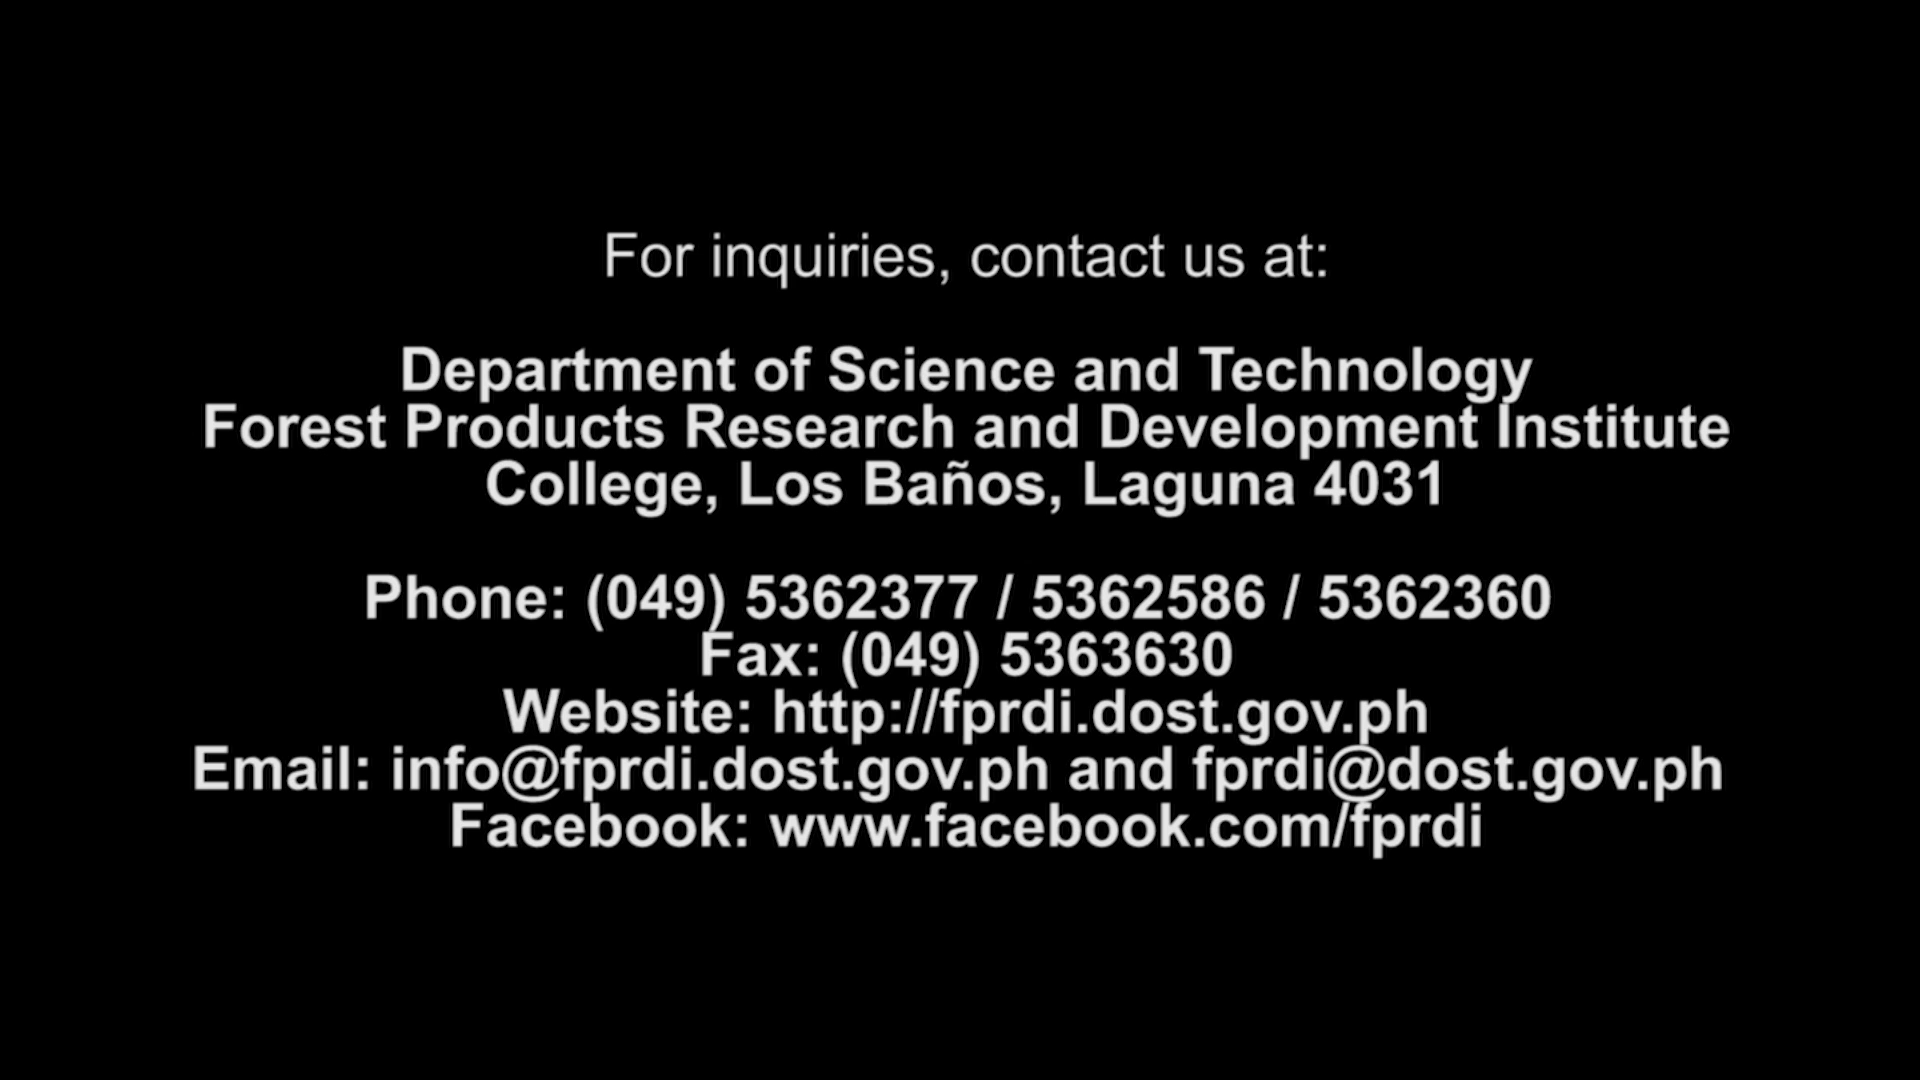 For inquiries, contact us at:
Department of Science and Technology
Forest Products Research and Development Institute
College, Los Baños, Laguna 4031
Phone: (049) 5362377 / 5362586 / 5362360
Fax: (049) 5363630
Website: http://fprdi.dost.gov.ph
Email: info@fprdi.dost.gov.ph and fprdi@dost.gov.ph
Facebook: www.facebook.com/fprdi